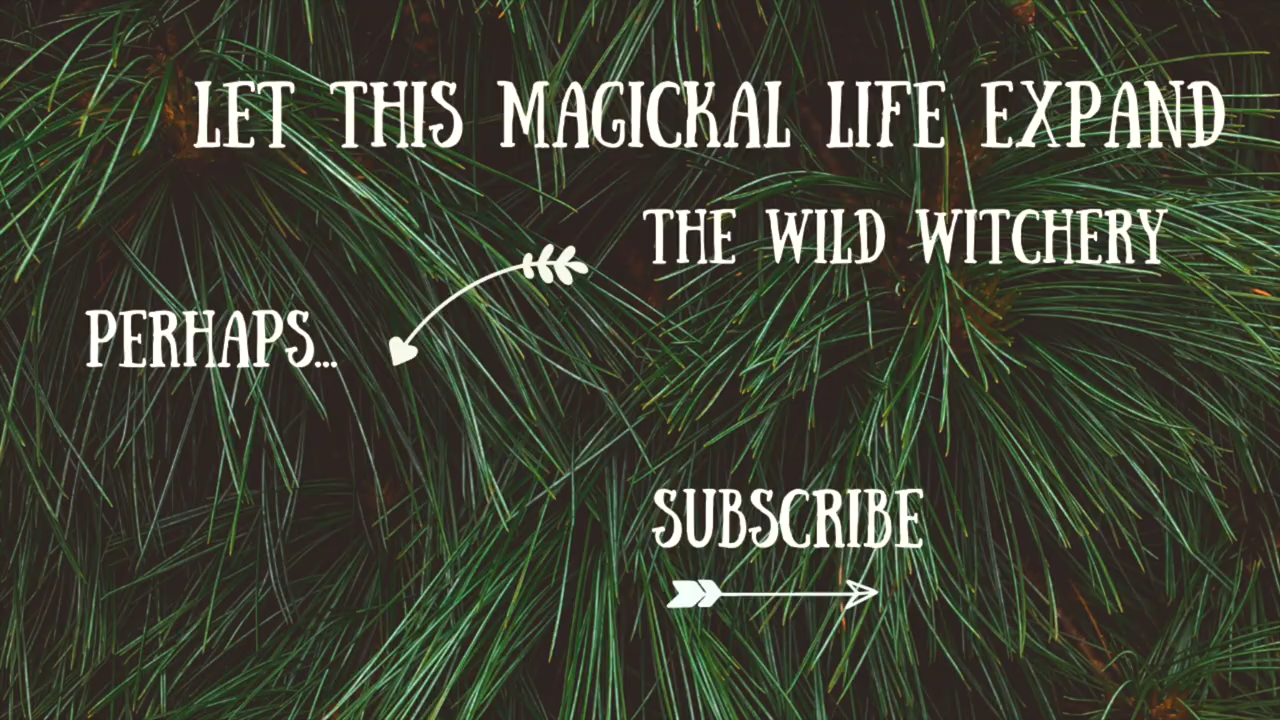 LET THIS MAGICKAL LIFE EXPAND
THE WILD WITCHERY
PERHAPS...
SUBSCRIBE